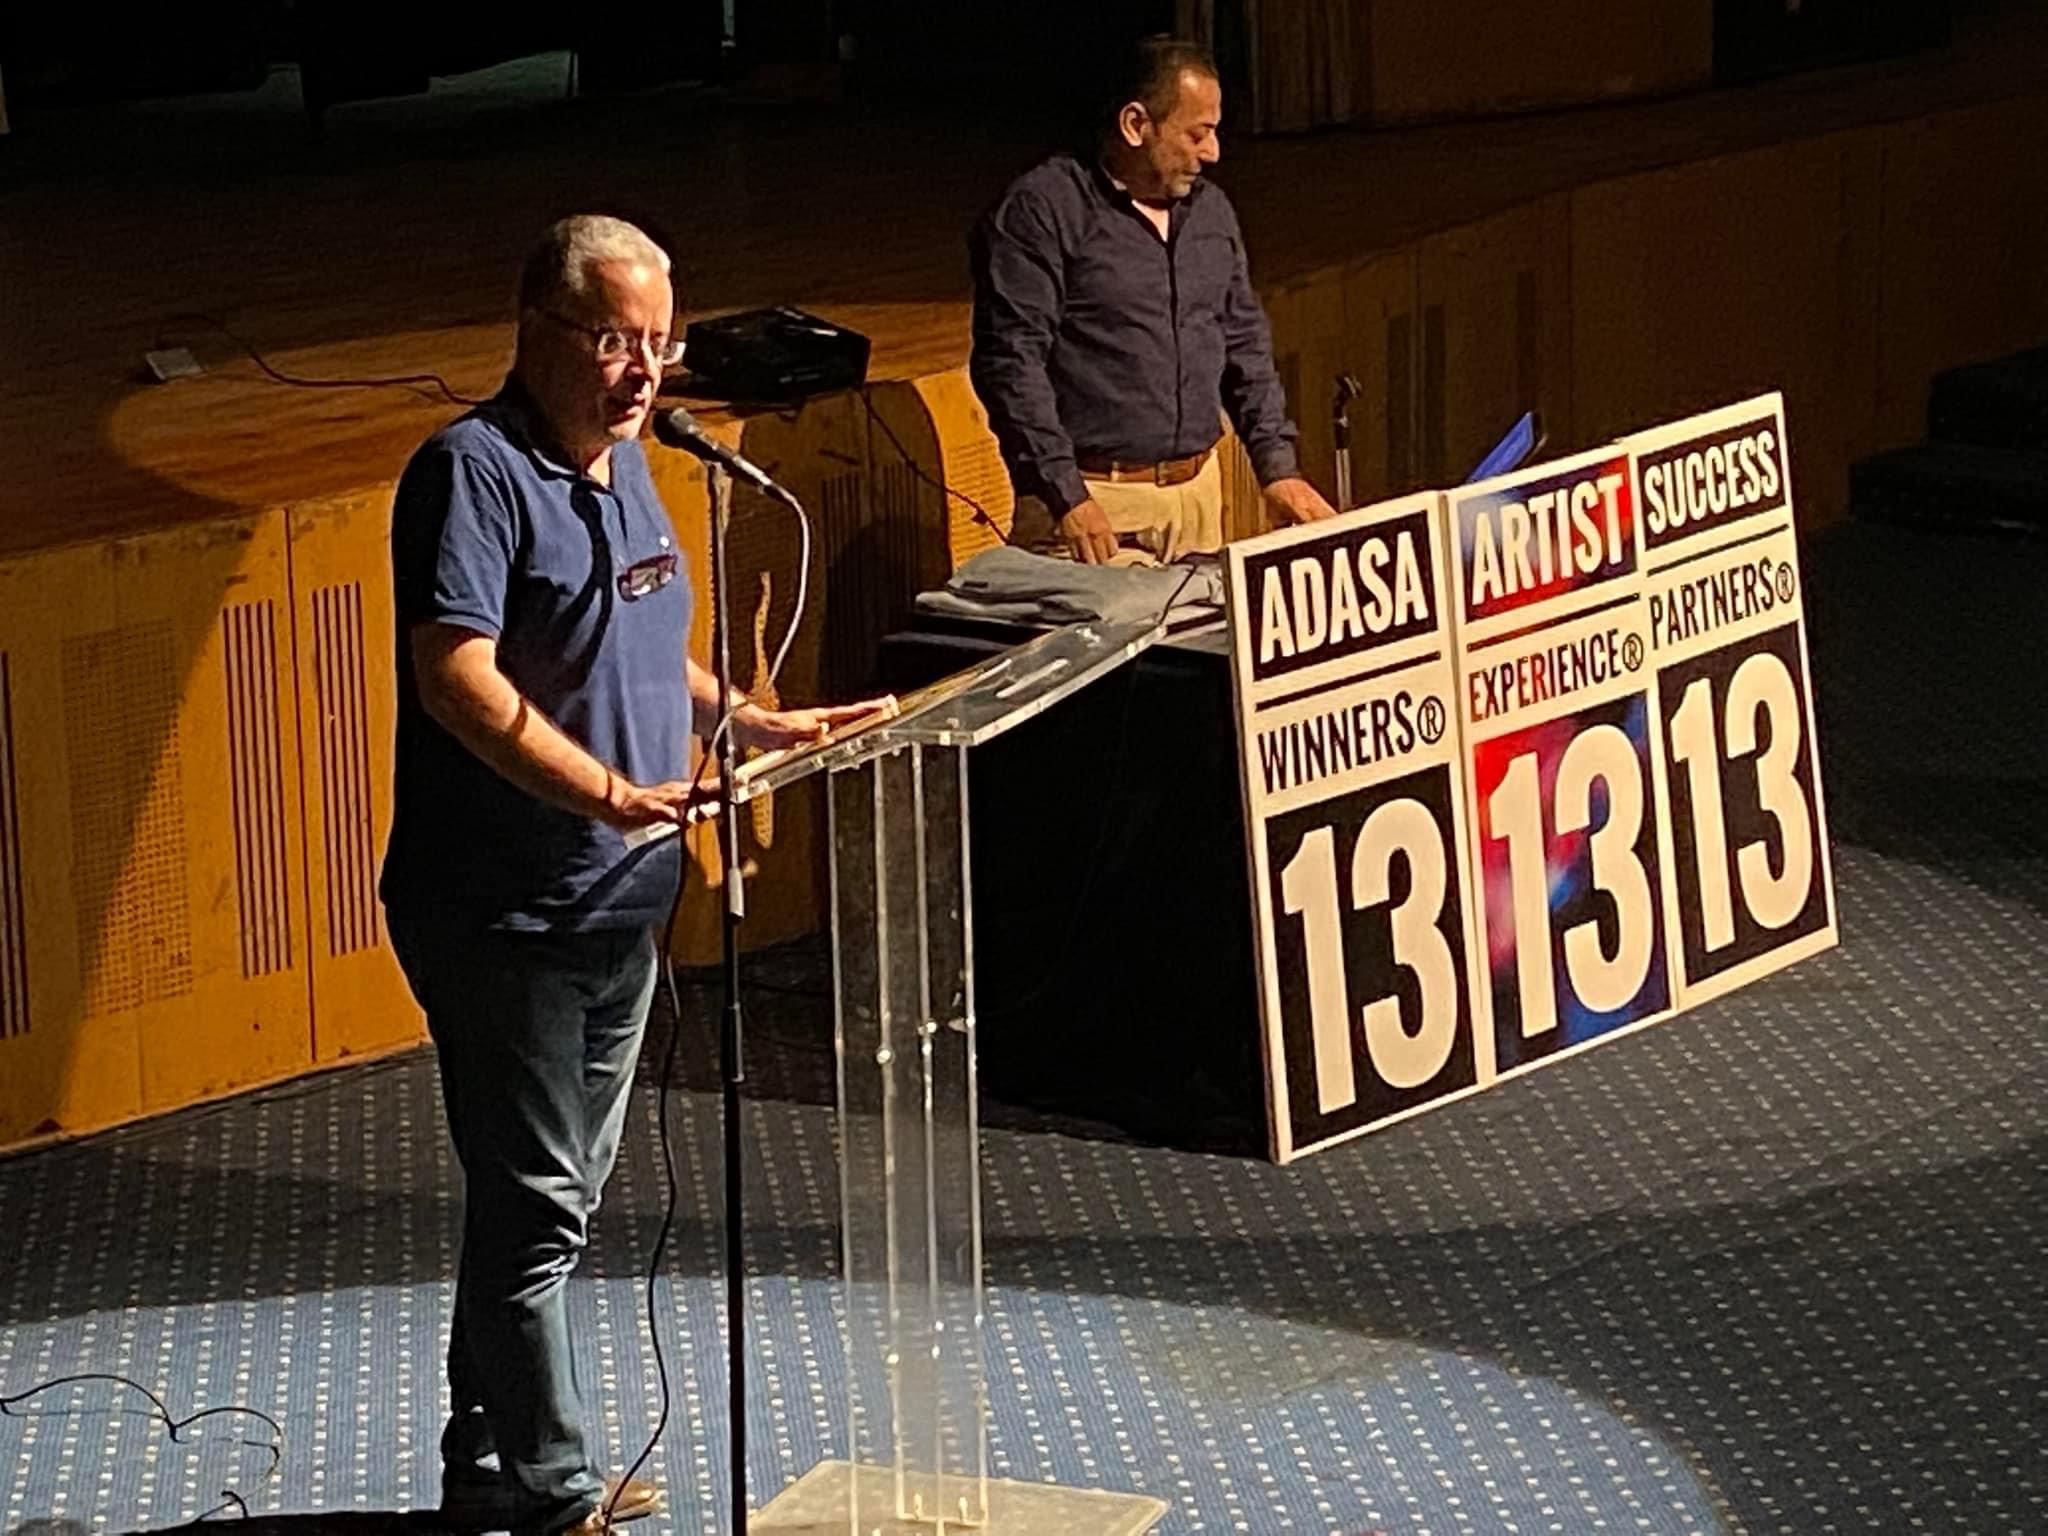 ADASA
WINNERS®
13
ARTIST
EXPERIENCE®
13
SUCCESS
PARTNERS®
13